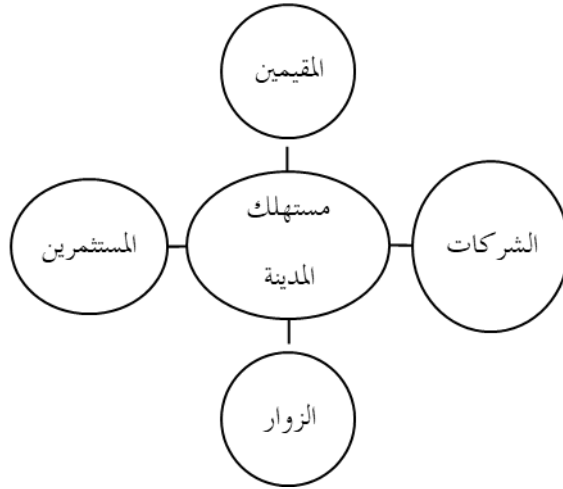 المقيمين
مستهلك
المدينة
الشركات
المستثمرين
الزوار